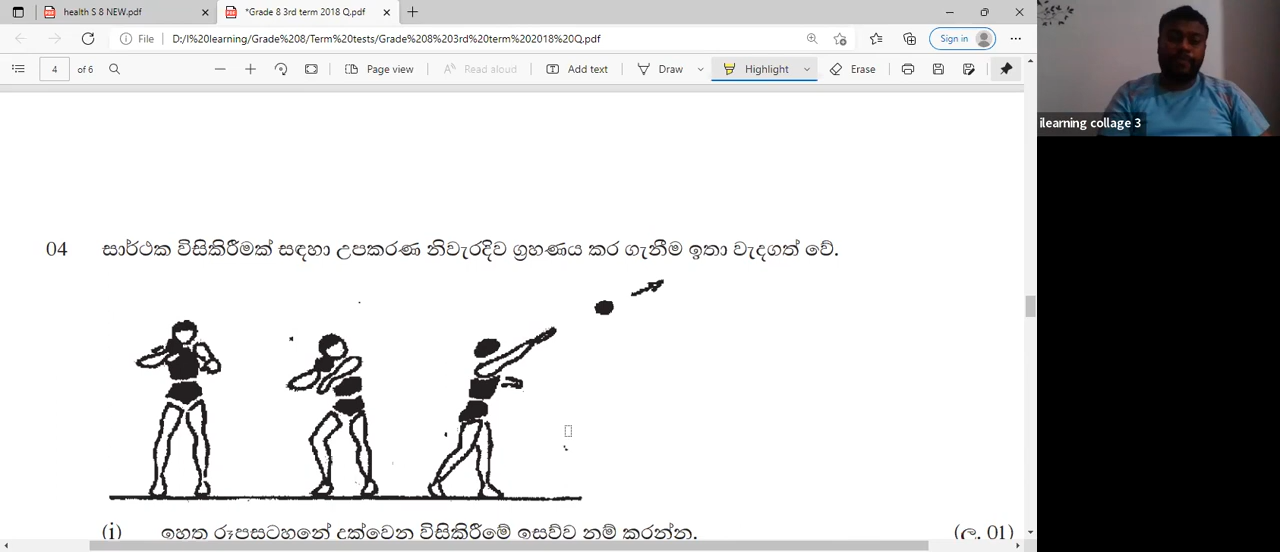 health S 8 NEW.pdf
*Grade 8 3rd term 2018 Q.pdf
File
D:/I%20learning/Grade%208/Term%20tests/Grade%208%203rd%20term%202018%20Q.pdf
Sign in
4 of 6
Page view
Read aloud
Add text
Draw
Highlight
Erase
ilearning collage 3
04 සාර්ථක විසිකිරීමක් සඳහා උපකරණ නිවැරදිව ග්‍රහණය කර ගැනීම ඉතා වැදගත් වේ.
(i) ඉහත රූපසටහනේ දැක්වෙන විසිකිරීමේ ඉසව්ව නම් කරන්න. (ල. 01)